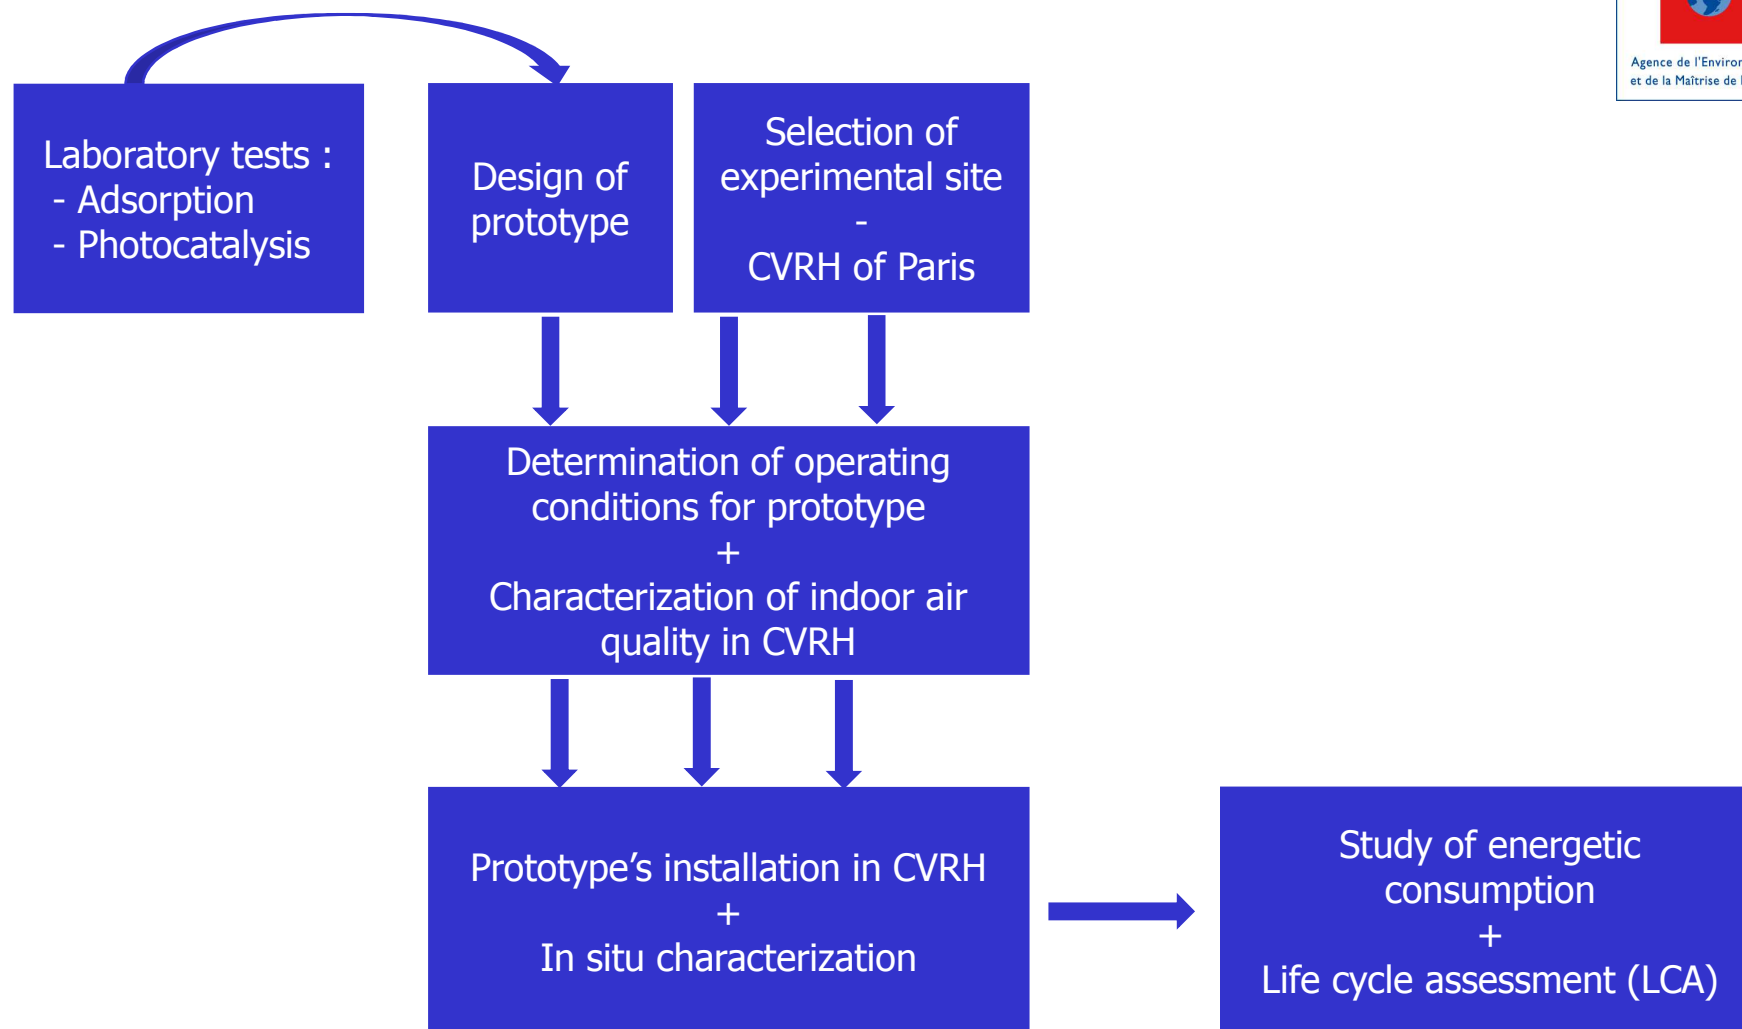 Agence de l'Environ
et de la Maîtrise de l
Laboratory tests :
- Adsorption
- Photocatalysis
Design of
prototype
Selection of
experimental site
-
CVRH of Paris
Determination of operating
conditions for prototype
+
Characterization of indoor air
quality in CVRH
Prototype’s installation in CVRH
+
In situ characterization
Study of energetic
consumption
+
Life cycle assessment (LCA)